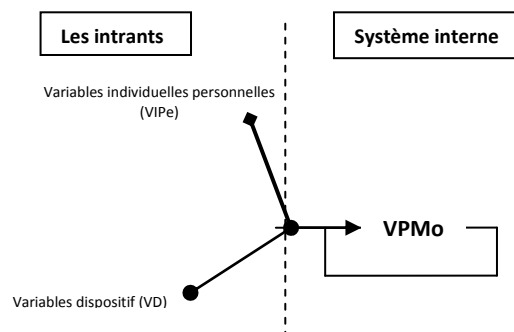 Les intrants
Système interne
Variables individuelles personnelles
(VIPe)
VPMo
Variables dispositif (VD)